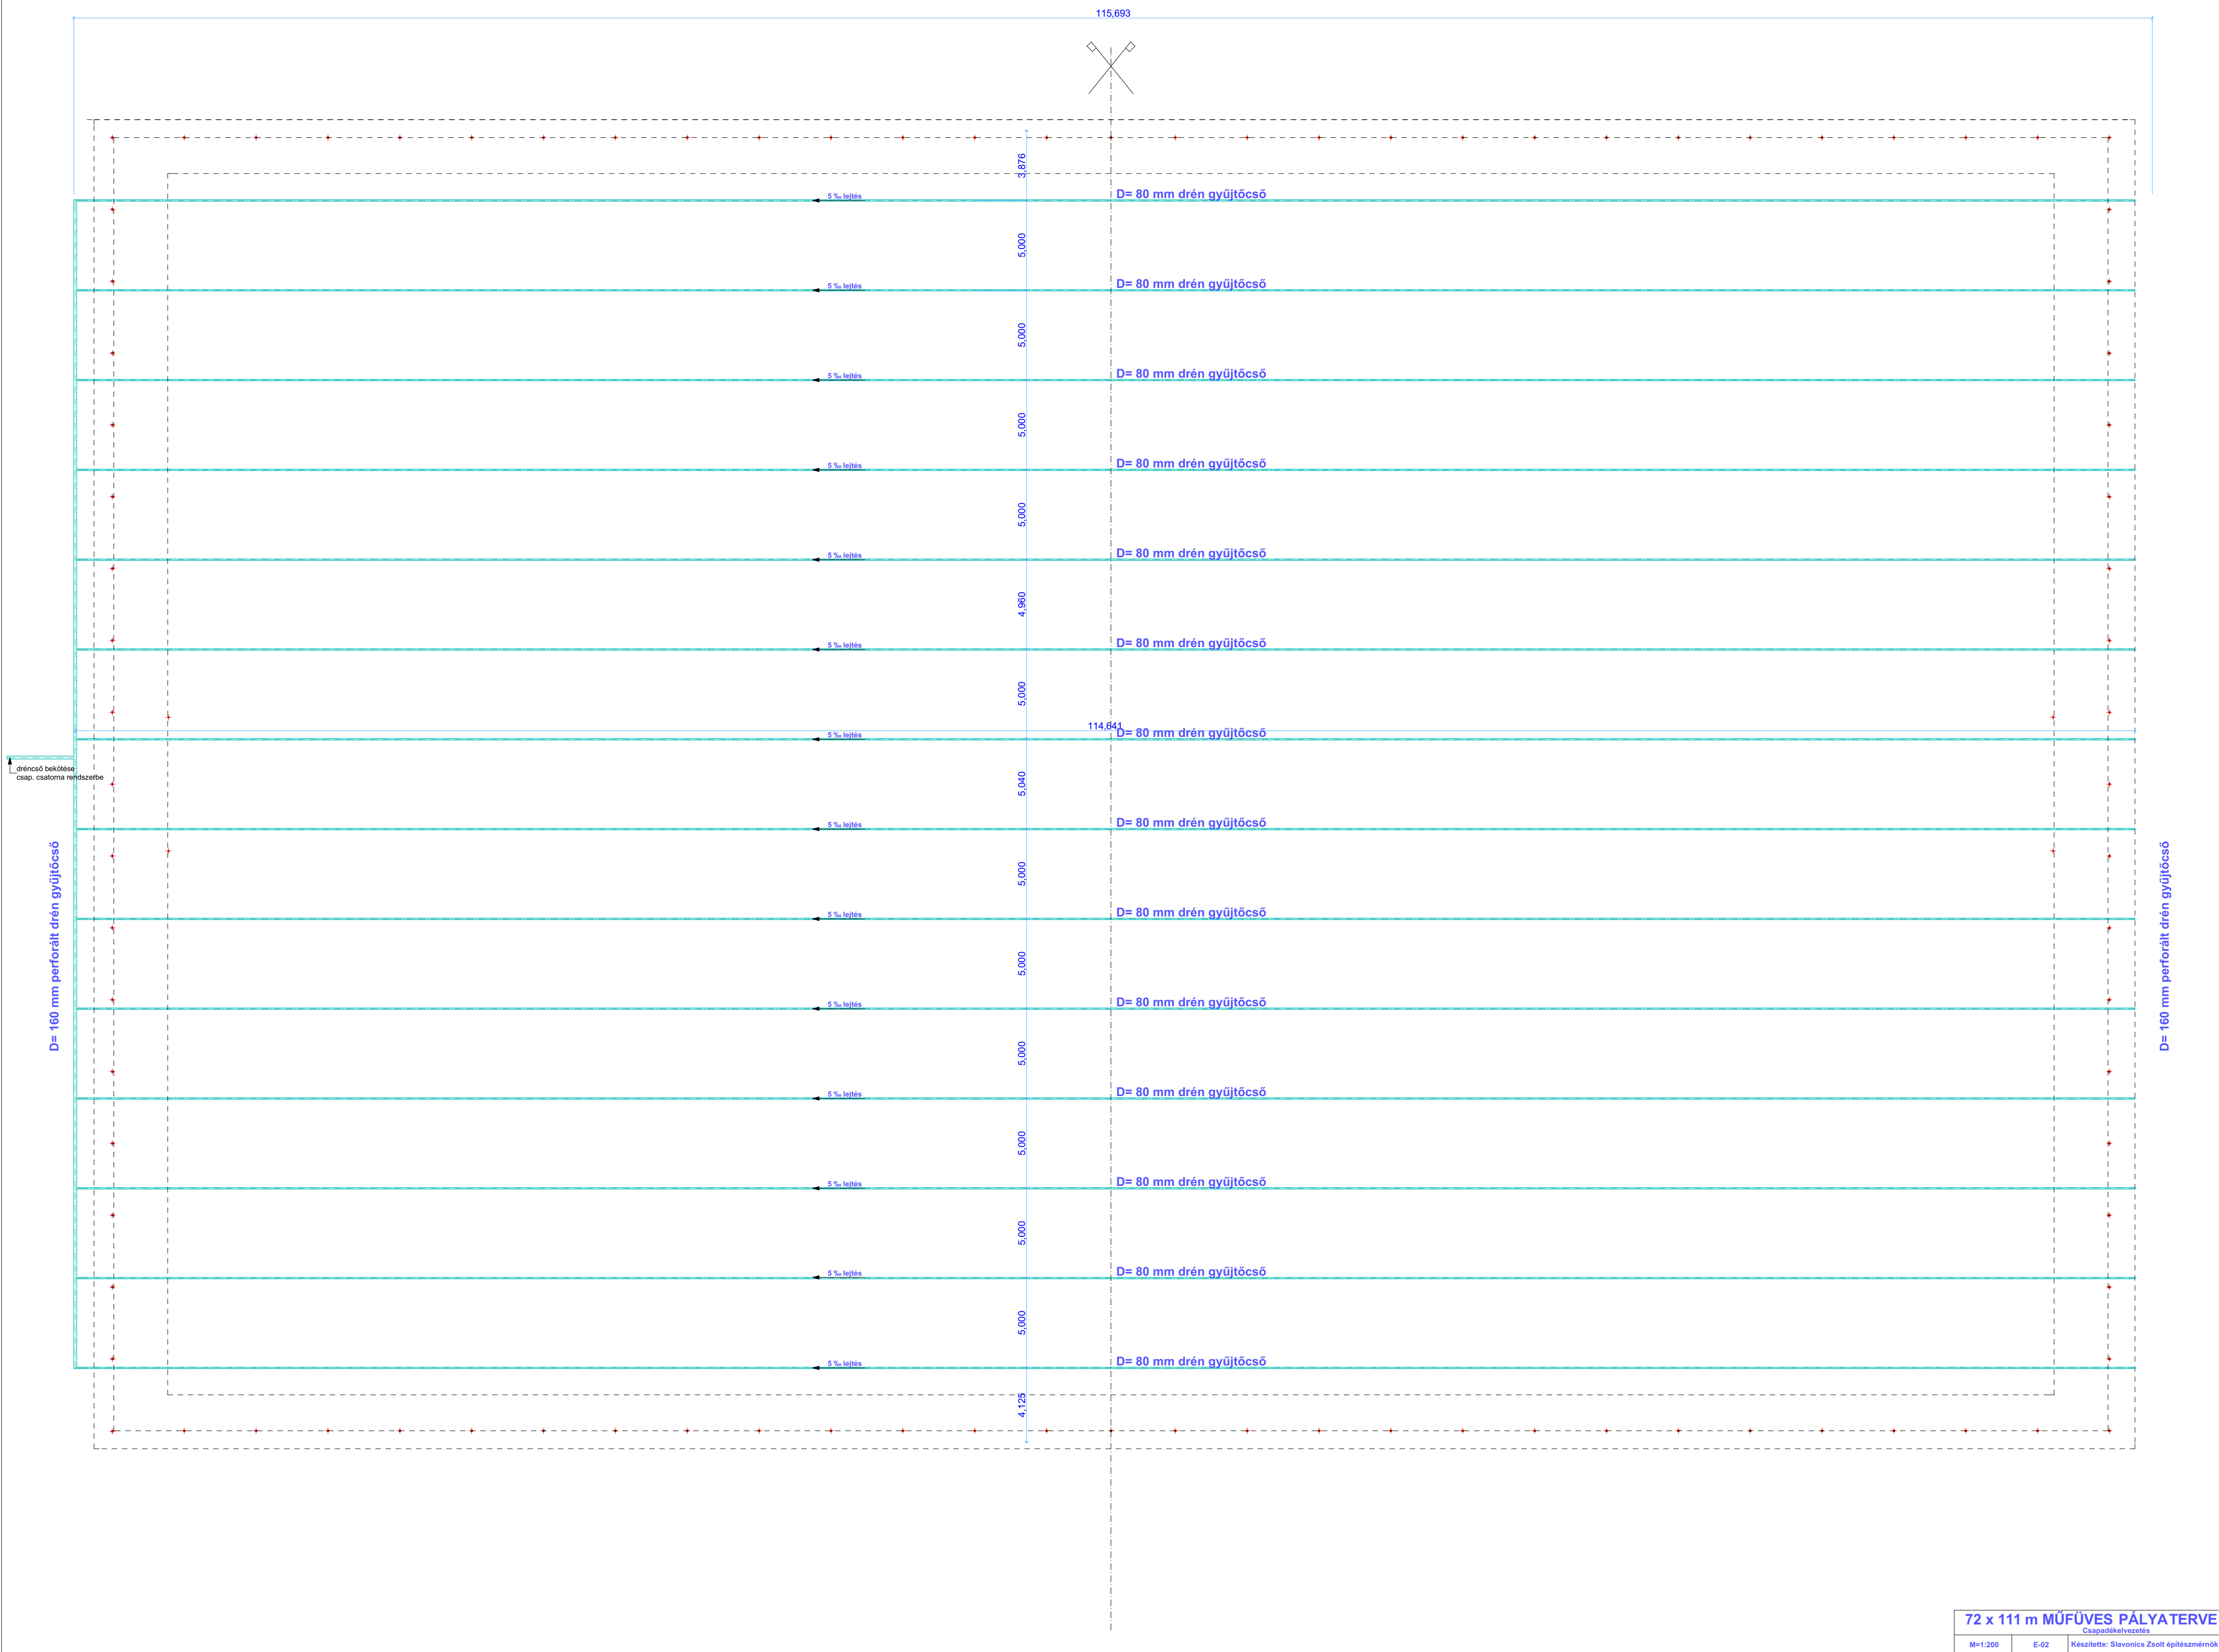 115,693
3,876
5 ‰ lejtés
D= 80 mm drén gyűjtőcső
5,000
5 ‰ lejtés
D= 80 mm drén gyűjtőcső
5,000
5 ‰ lejtés
D= 80 mm drén gyűjtőcső
5,000
5 ‰ lejtés
D= 80 mm drén gyűjtőcső
5,000
5 ‰ lejtés
D= 80 mm drén gyűjtőcső
4,960
5 ‰ lejtés
D= 80 mm drén gyűjtőcső
5,000
114,641
5 ‰ lejtés
D= 80 mm drén gyűjtőcső
dréncső bekötése
csap. csatorna rendszerbe
5,040
5 ‰ lejtés
D= 80 mm drén gyűjtőcső
5,000
5 ‰ lejtés
D= 80 mm drén gyűjtőcső
D= 160 mm perforált drén gyűjtőcső
D= 160 mm perforált drén gyűjtőcső
5,000
5 ‰ lejtés
D= 80 mm drén gyűjtőcső
5,000
5 ‰ lejtés
D= 80 mm drén gyűjtőcső
5,000
5 ‰ lejtés
D= 80 mm drén gyűjtőcső
5,000
5 ‰ lejtés
D= 80 mm drén gyűjtőcső
5,000
5 ‰ lejtés
D= 80 mm drén gyűjtőcső
4,125
72 x 111 m MŰFÜVES PÁLYATERVE
Csapadékelvezetés
M=1:200
E-02
Készítette: Slavonics Zsolt építészmérnök